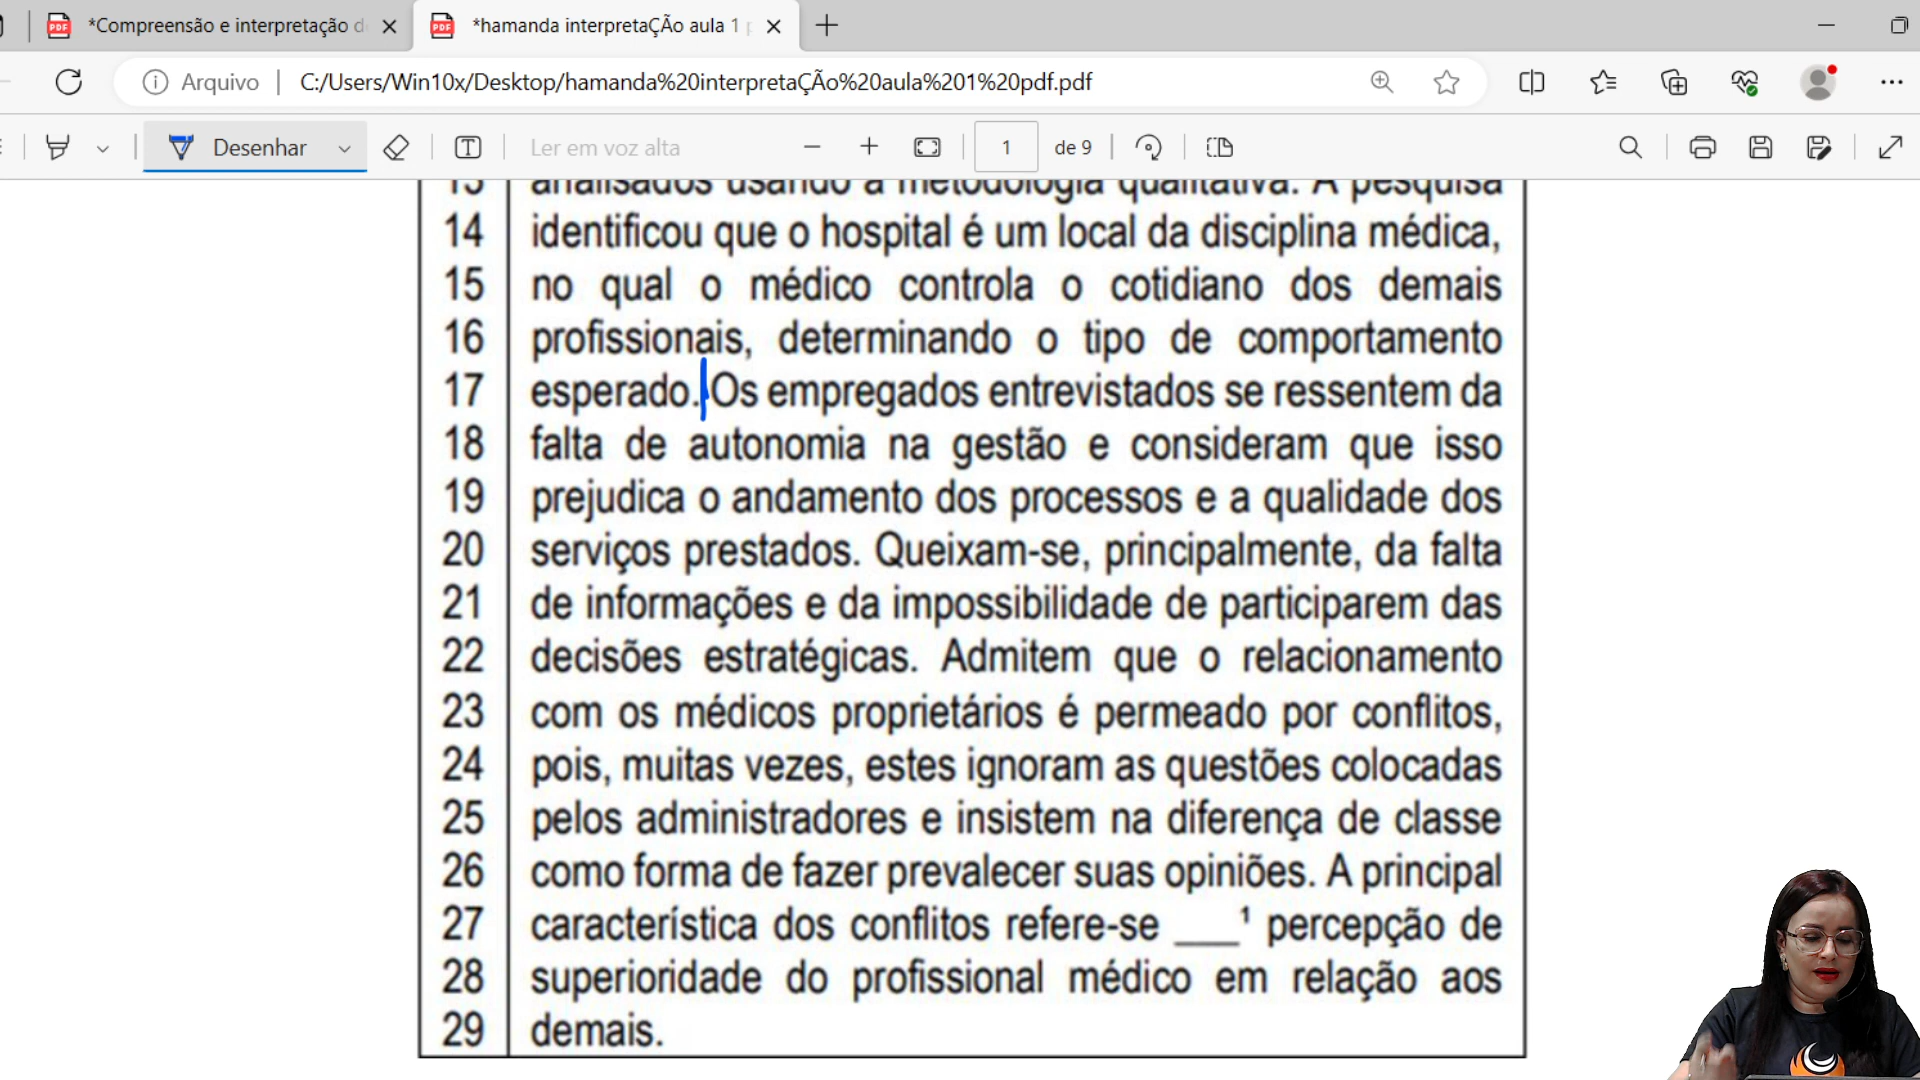 *Compreensão e interpretação d
*hamanda interpretaÇÃo aula 1 p
Arquivo
C:/Users/Win10x/Desktop/hamanda%20interpretaÇÃo%20aula%201%20pdf.pdf
Desenhar
Ler em voz alta
1
de 9
13 analisados usando a metodologia qualitativa. A pesquisa
14 identificou que o hospital é um local da disciplina médica,
15 no qual o médico controla o cotidiano dos demais
16 profissionais, determinando o tipo de comportamento
17 esperado. Os empregados entrevistados se ressentem da
18 falta de autonomia na gestão e consideram que isso
19 prejudica o andamento dos processos e a qualidade dos
20 serviços prestados. Queixam-se, principalmente, da falta
21 de informações e da impossibilidade de participarem das
22 decisões estratégicas. Admitem que o relacionamento
23 com os médicos proprietários é permeado por conflitos,
24 pois, muitas vezes, estes ignoram as questões colocadas
25 pelos administradores e insistem na diferença de classe
26 como forma de fazer prevalecer suas opiniões. A principal
27 característica dos conflitos refere-se ___¹ percepção de
28 superioridade do profissional médico em relação aos
29 demais.